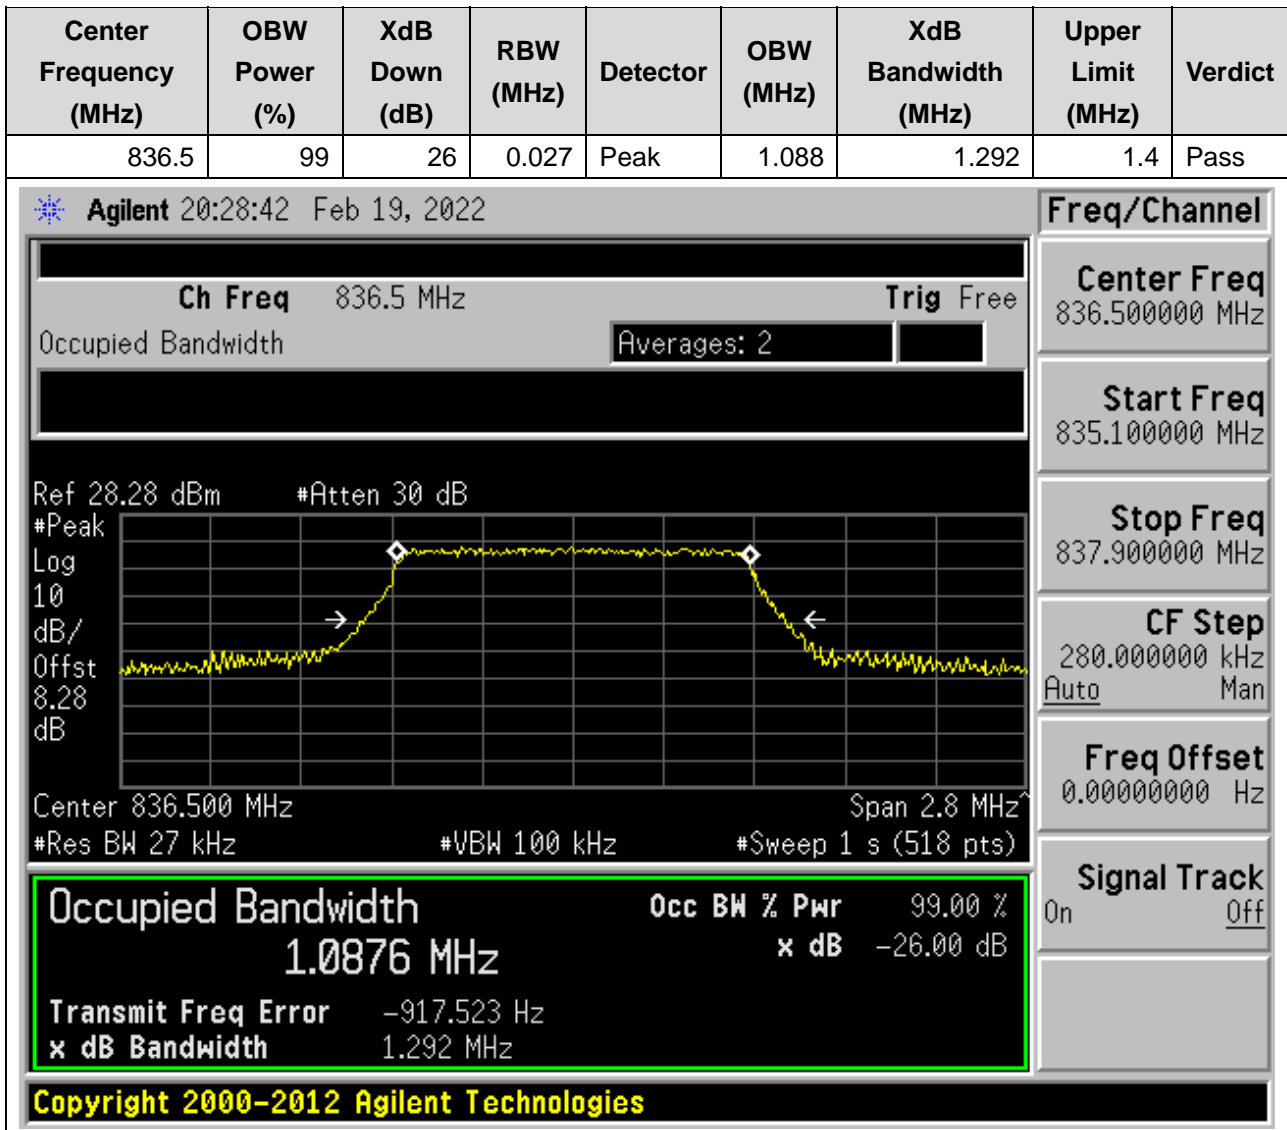 Center Frequency (MHz) OBW Power (%) XdB Down (dB) RBW (MHz) Detector OBW (MHz) XdB Bandwidth (MHz) Upper Limit (MHz) Verdict
836.5 99 26 0.027 Peak 1.088 1.292 1.4 Pass
Agilent 20:28:42 Feb 19, 2022
Freq/Channel
Ch Freq 836.5 MHz Trig Free
Occupied Bandwidth Averages: 2
Center Freq
836.500000 MHz
Start Freq
835.100000 MHz
Stop Freq
837.900000 MHz
CF Step
280.000000 kHz
Auto Man
Freq Offset
0.00000000 Hz
Signal Track
On Off
Ref 28.28 dBm #Atten 30 dB
#Peak
Log
10
dB/
Offst
8.28
dB
Center 836.500 MHz Span 2.8 MHz^
#Res BW 27 kHz #VBW 100 kHz #Sweep 1 s (518 pts)
Occupied Bandwidth Occ BW % Pwr 99.00 %
1.0876 MHz x dB -26.00 dB
Transmit Freq Error -917.523 Hz
x dB Bandwidth 1.292 MHz
Copyright 2000-2012 Agilent Technologies